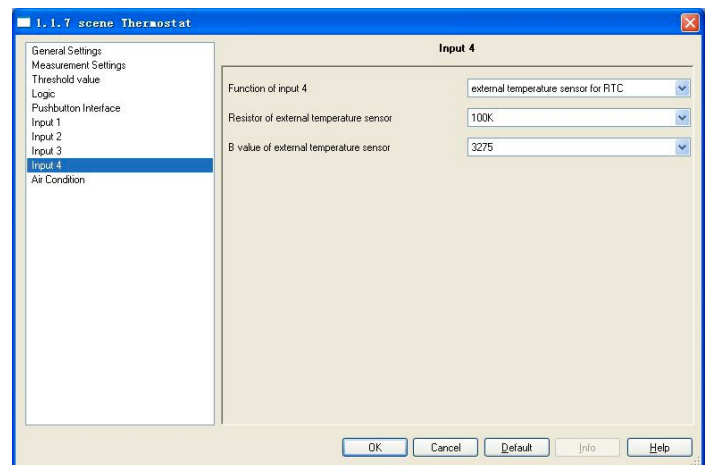 1.1.7 scene Thermostat
General Settings
Measurement Settings
Threshold value
Logic
Pushbutton Interface
Input 1
Input 2
Input 3
Input 4
Air Condition
Input 4
Function of input 4
external temperature sensor for RTC
Resistor of external temperature sensor
100K
B value of external temperature sensor
3275
OK
Cancel
Default
Info
Help